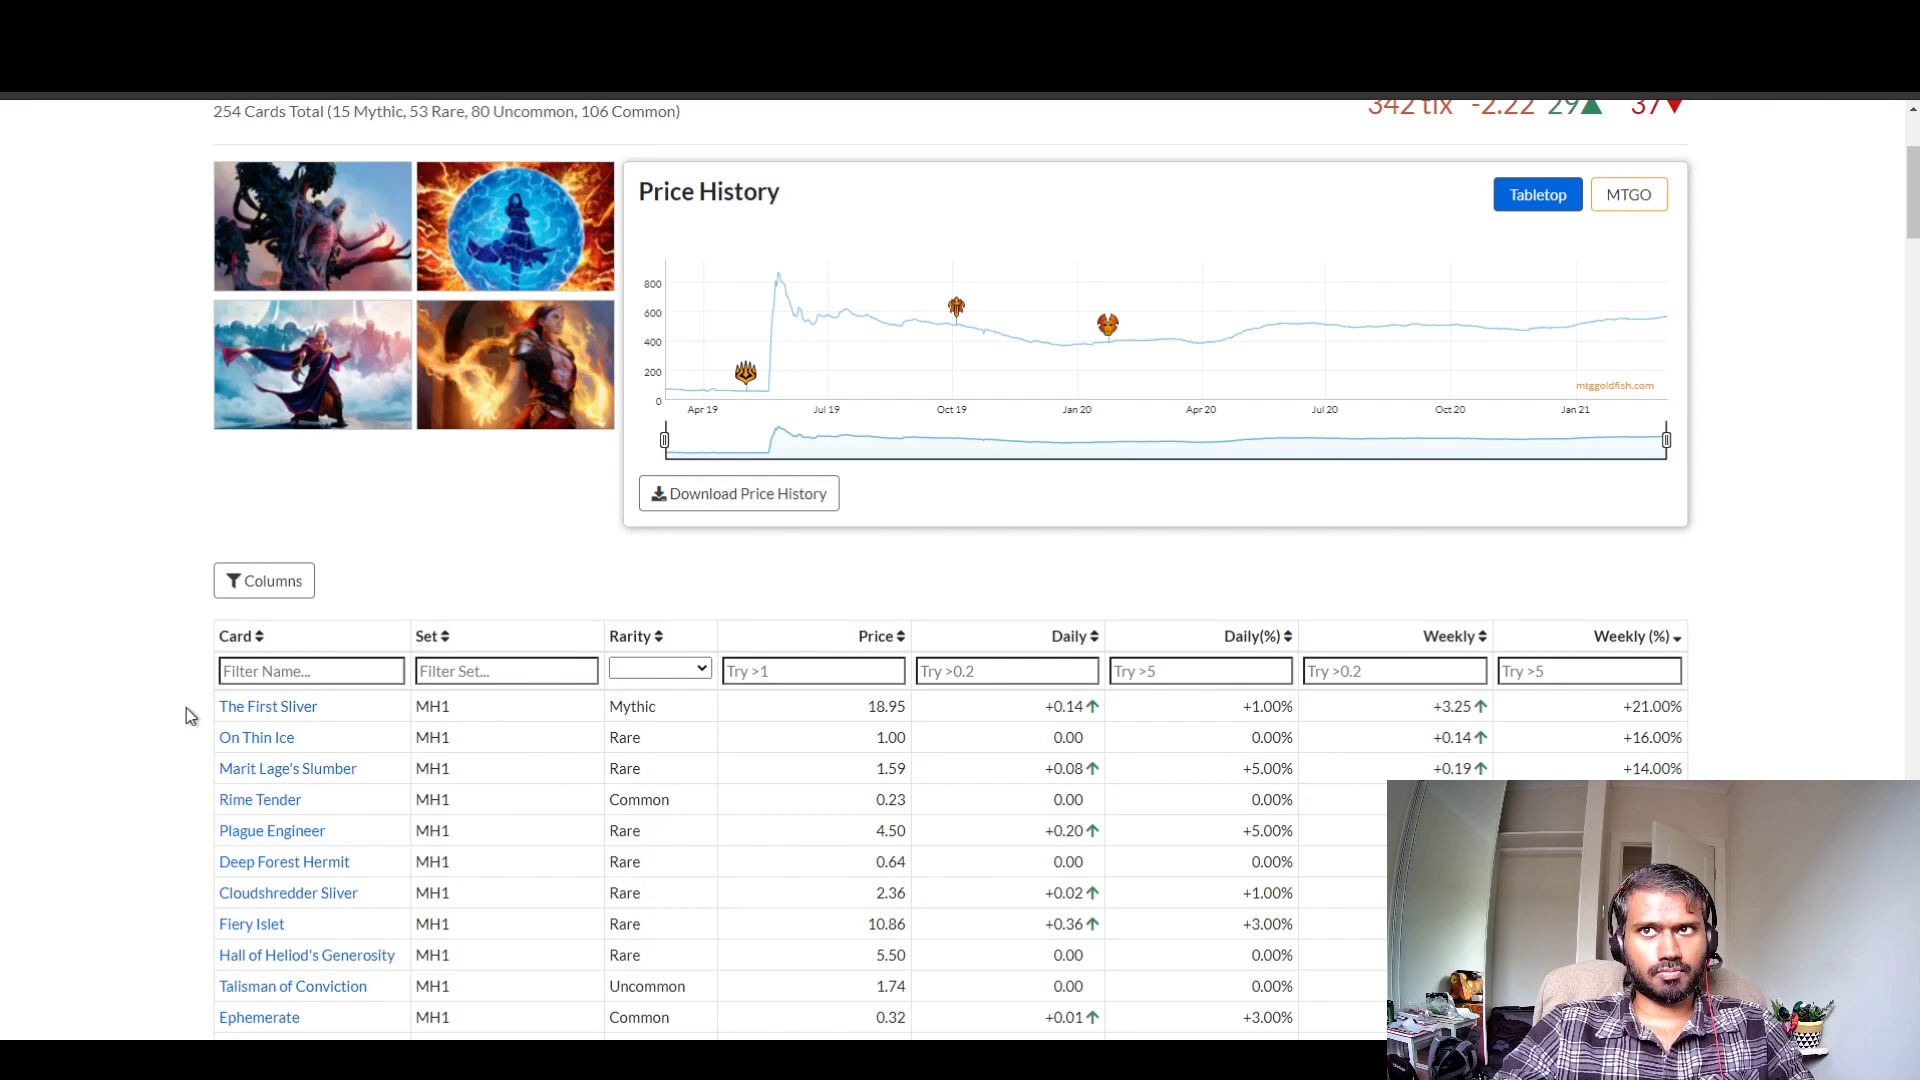 254 Cards Total (15 Mythic, 53 Rare, 80 Uncommon, 106 Common)
342 tix -2.22 29 37
Price History
Tabletop MTGO
800
600
400
200
0
mtggoldfish.com
Apr 19 Jul 19 Oct 19 Jan 20 Apr 20 Jul 20 Oct 20 Jan 21
Download Price History
Columns
Card Set Rarity Price Daily Daily(%) Weekly Weekly (%)
Filter Name... Filter Set... Try >1 Try >0.2 Try >5 Try >0.2 Try >5
The First Sliver MH1 Mythic 18.95 +0.14 +1.00% +3.25 +21.00%
On Thin Ice MH1 Rare 1.00 0.00 0.00% +0.14 +16.00%
Marit Lage's Slumber MH1 Rare 1.59 +0.08 +5.00% +0.19 +14.00%
Rime Tender MH1 Common 0.23 0.00 0.00%
Plague Engineer MH1 Rare 4.50 +0.20 +5.00%
Deep Forest Hermit MH1 Rare 0.64 0.00 0.00%
Cloudshredder Sliver MH1 Rare 2.36 +0.02 +1.00%
Fiery Islet MH1 Rare 10.86 +0.36 +3.00%
Hall of Heliod's Generosity MH1 Rare 5.50 0.00 0.00%
Talisman of Conviction MH1 Uncommon 1.74 0.00 0.00%
Ephemerate MH1 Common 0.32 +0.01 +3.00%